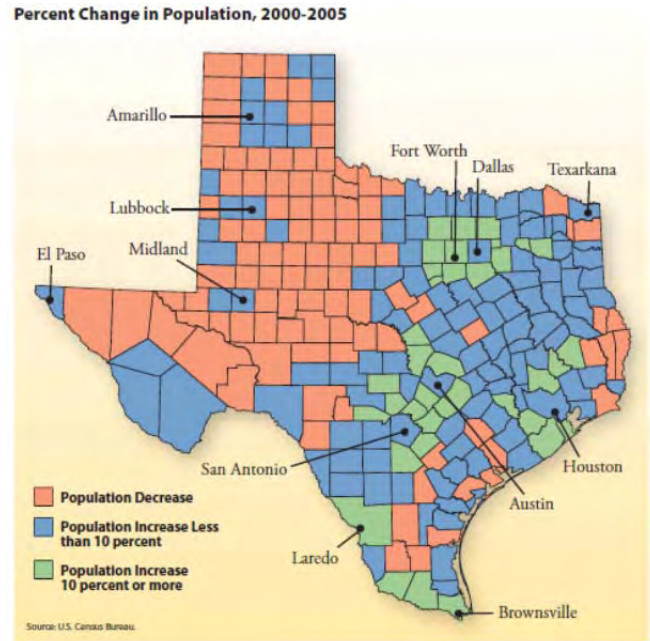 Percent Change in Population, 2000-2005
Amarillo
Fort Worth
Dallas
Texarkana
Lubbock
El Paso
Midland
San Antonio
Houston
Austin
Laredo
Brownsville
Population Decrease
Population Increase Less
than 10 percent
Population Increase
10 percent or more
Source: U.S. Census Bureau.